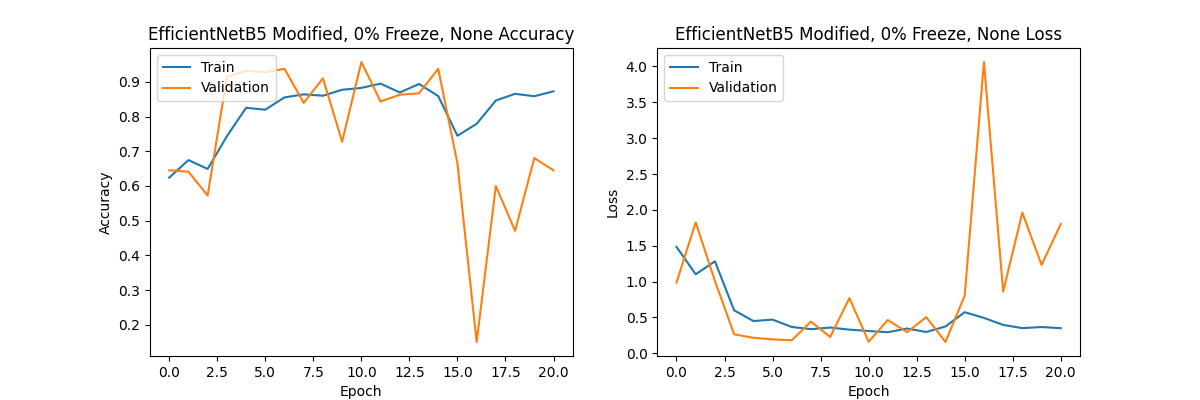 EfficientNetB5 Modified, 0% Freeze, None Accuracy
Train
Validation
Accuracy
0.9
0.8
0.7
0.6
0.5
0.4
0.3
0.2
0.0 2.5 5.0 7.5 10.0 12.5 15.0 17.5 20.0
Epoch
EfficientNetB5 Modified, 0% Freeze, None Loss
Train
Validation
Loss
4.0
3.5
3.0
2.5
2.0
1.5
1.0
0.5
0.0
0.0 2.5 5.0 7.5 10.0 12.5 15.0 17.5 20.0
Epoch